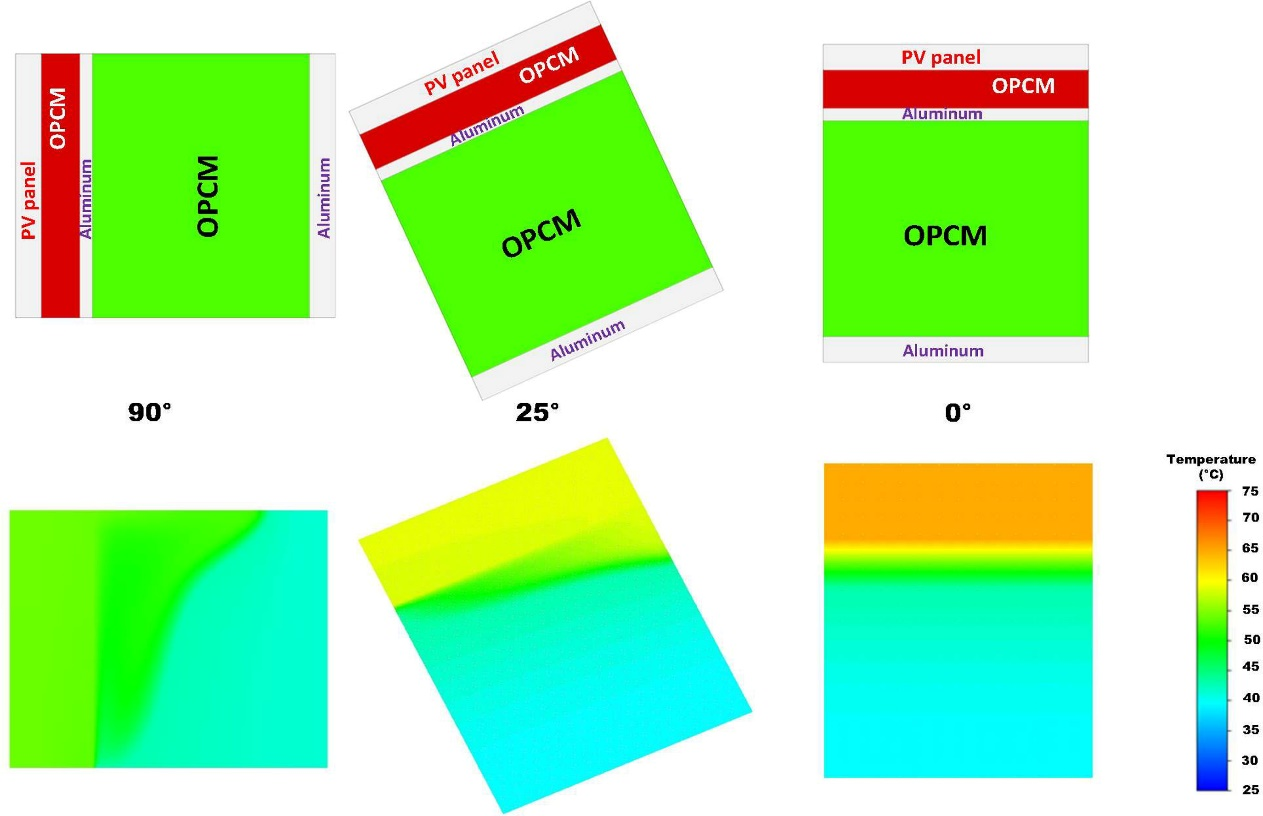 PV panel
OPCM
Aluminum
OPCM
Aluminum
PV panel
OPCM
Aluminum
OPCM
Aluminum
PV panel
OPCM
Aluminum
OPCM
Aluminum
90°
25°
0°
Temperature
(°C)
75
70
65
60
55
50
45
40
35
30
25